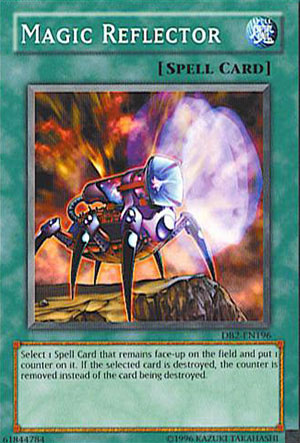 Magic Reflector
[Spell Card]
DB2-EN196
Select 1 Spell Card that remains face-up on the field and put 1
counter on it. If the selected card is destroyed, the counter is
removed instead of the card being destroyed.
61844784
©1996 KAZUKI TAKAHASHI